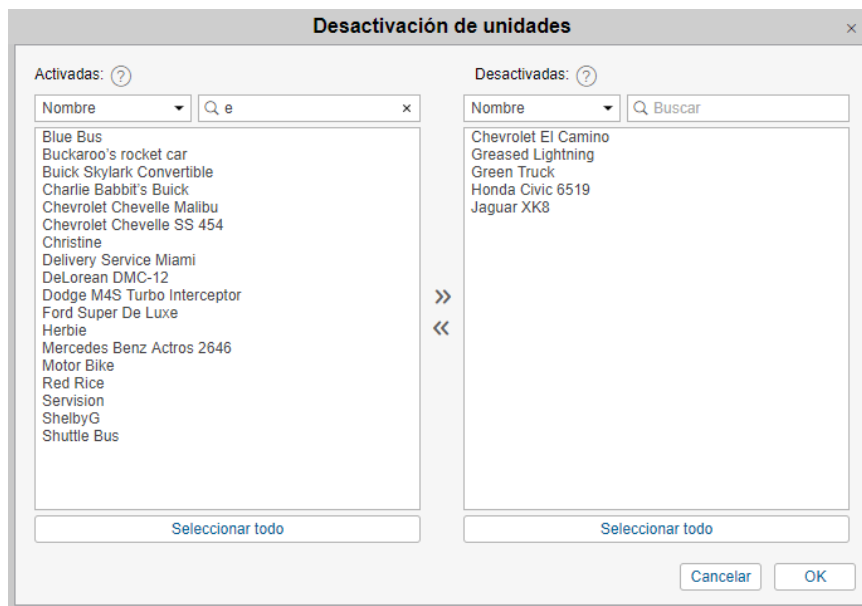 Desactivación de unidades ×
Activadas: ?
Nombre
e ×
Blue Bus
Buckaroo's rocket car
Buick Skylark Convertible
Charlie Babbit's Buick
Chevrolet Chevelle Malibu
Chevrolet Chevelle SS 454
Christine
Delivery Service Miami
DeLorean DMC-12
Dodge M4S Turbo Interceptor
Ford Super De Luxe
Herbie
Mercedes Benz Actros 2646
Motor Bike
Red Rice
Servision
ShelbyG
Shuttle Bus
Seleccionar todo
»
«
Desactivadas: ?
Nombre
Buscar
Chevrolet El Camino
Greased Lightning
Green Truck
Honda Civic 6519
Jaguar XK8
Seleccionar todo
Cancelar
OK